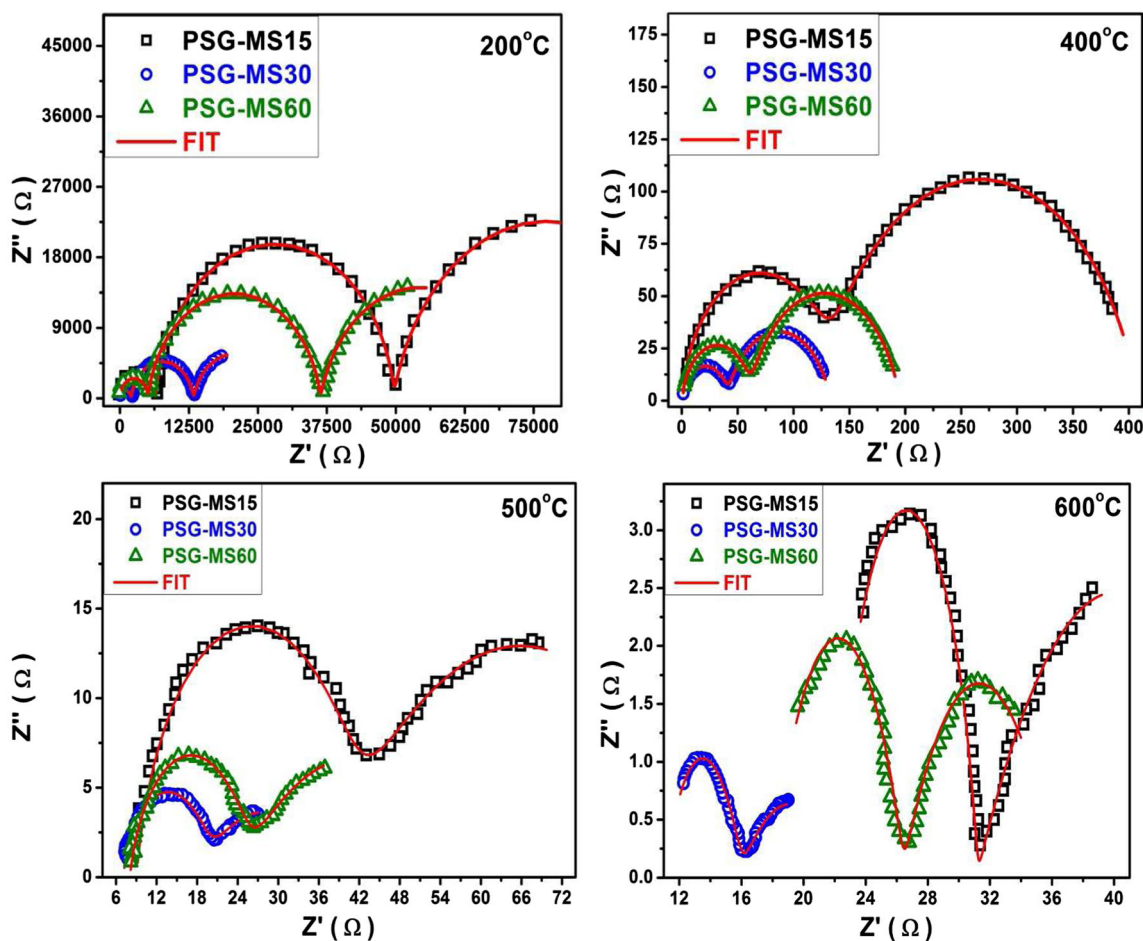 45000
36000
27000
18000
9000
0
Z" ( Ω )
PSG-MS15
PSG-MS30
PSG-MS60
FIT
200°C
0 12500 25000 37500 50000 62500 75000
Z' ( Ω )
175
150
125
100
75
50
25
0
Z" ( Ω )
PSG-MS15
PSG-MS30
PSG-MS60
FIT
400°C
0 50 100 150 200 250 300 350 400
Z' ( Ω )
20
15
10
5
0
Z" ( Ω )
PSG-MS15
PSG-MS30
PSG-MS60
FIT
500°C
6 12 18 24 30 36 42 48 54 60 66 72
Z' ( Ω )
3.0
2.5
2.0
1.5
1.0
0.5
0.0
Z" ( Ω )
PSG-MS15
PSG-MS30
PSG-MS60
FIT
600°C
12 16 20 24 28 32 36 40
Z' ( Ω )